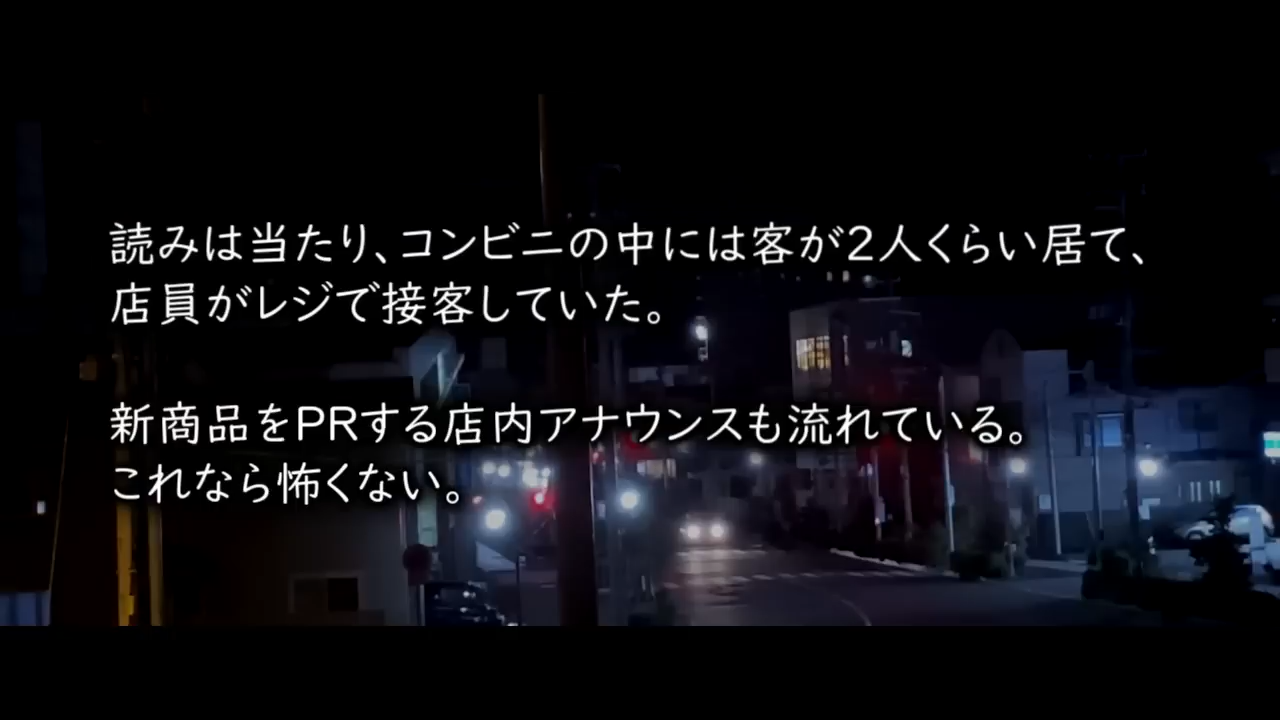 読みは当たり、コンビニの中には客が2人くらい居て、
店員がレジで接客していた。
新商品をPRする店内アナウンスも流れている。
これなら怖くない。